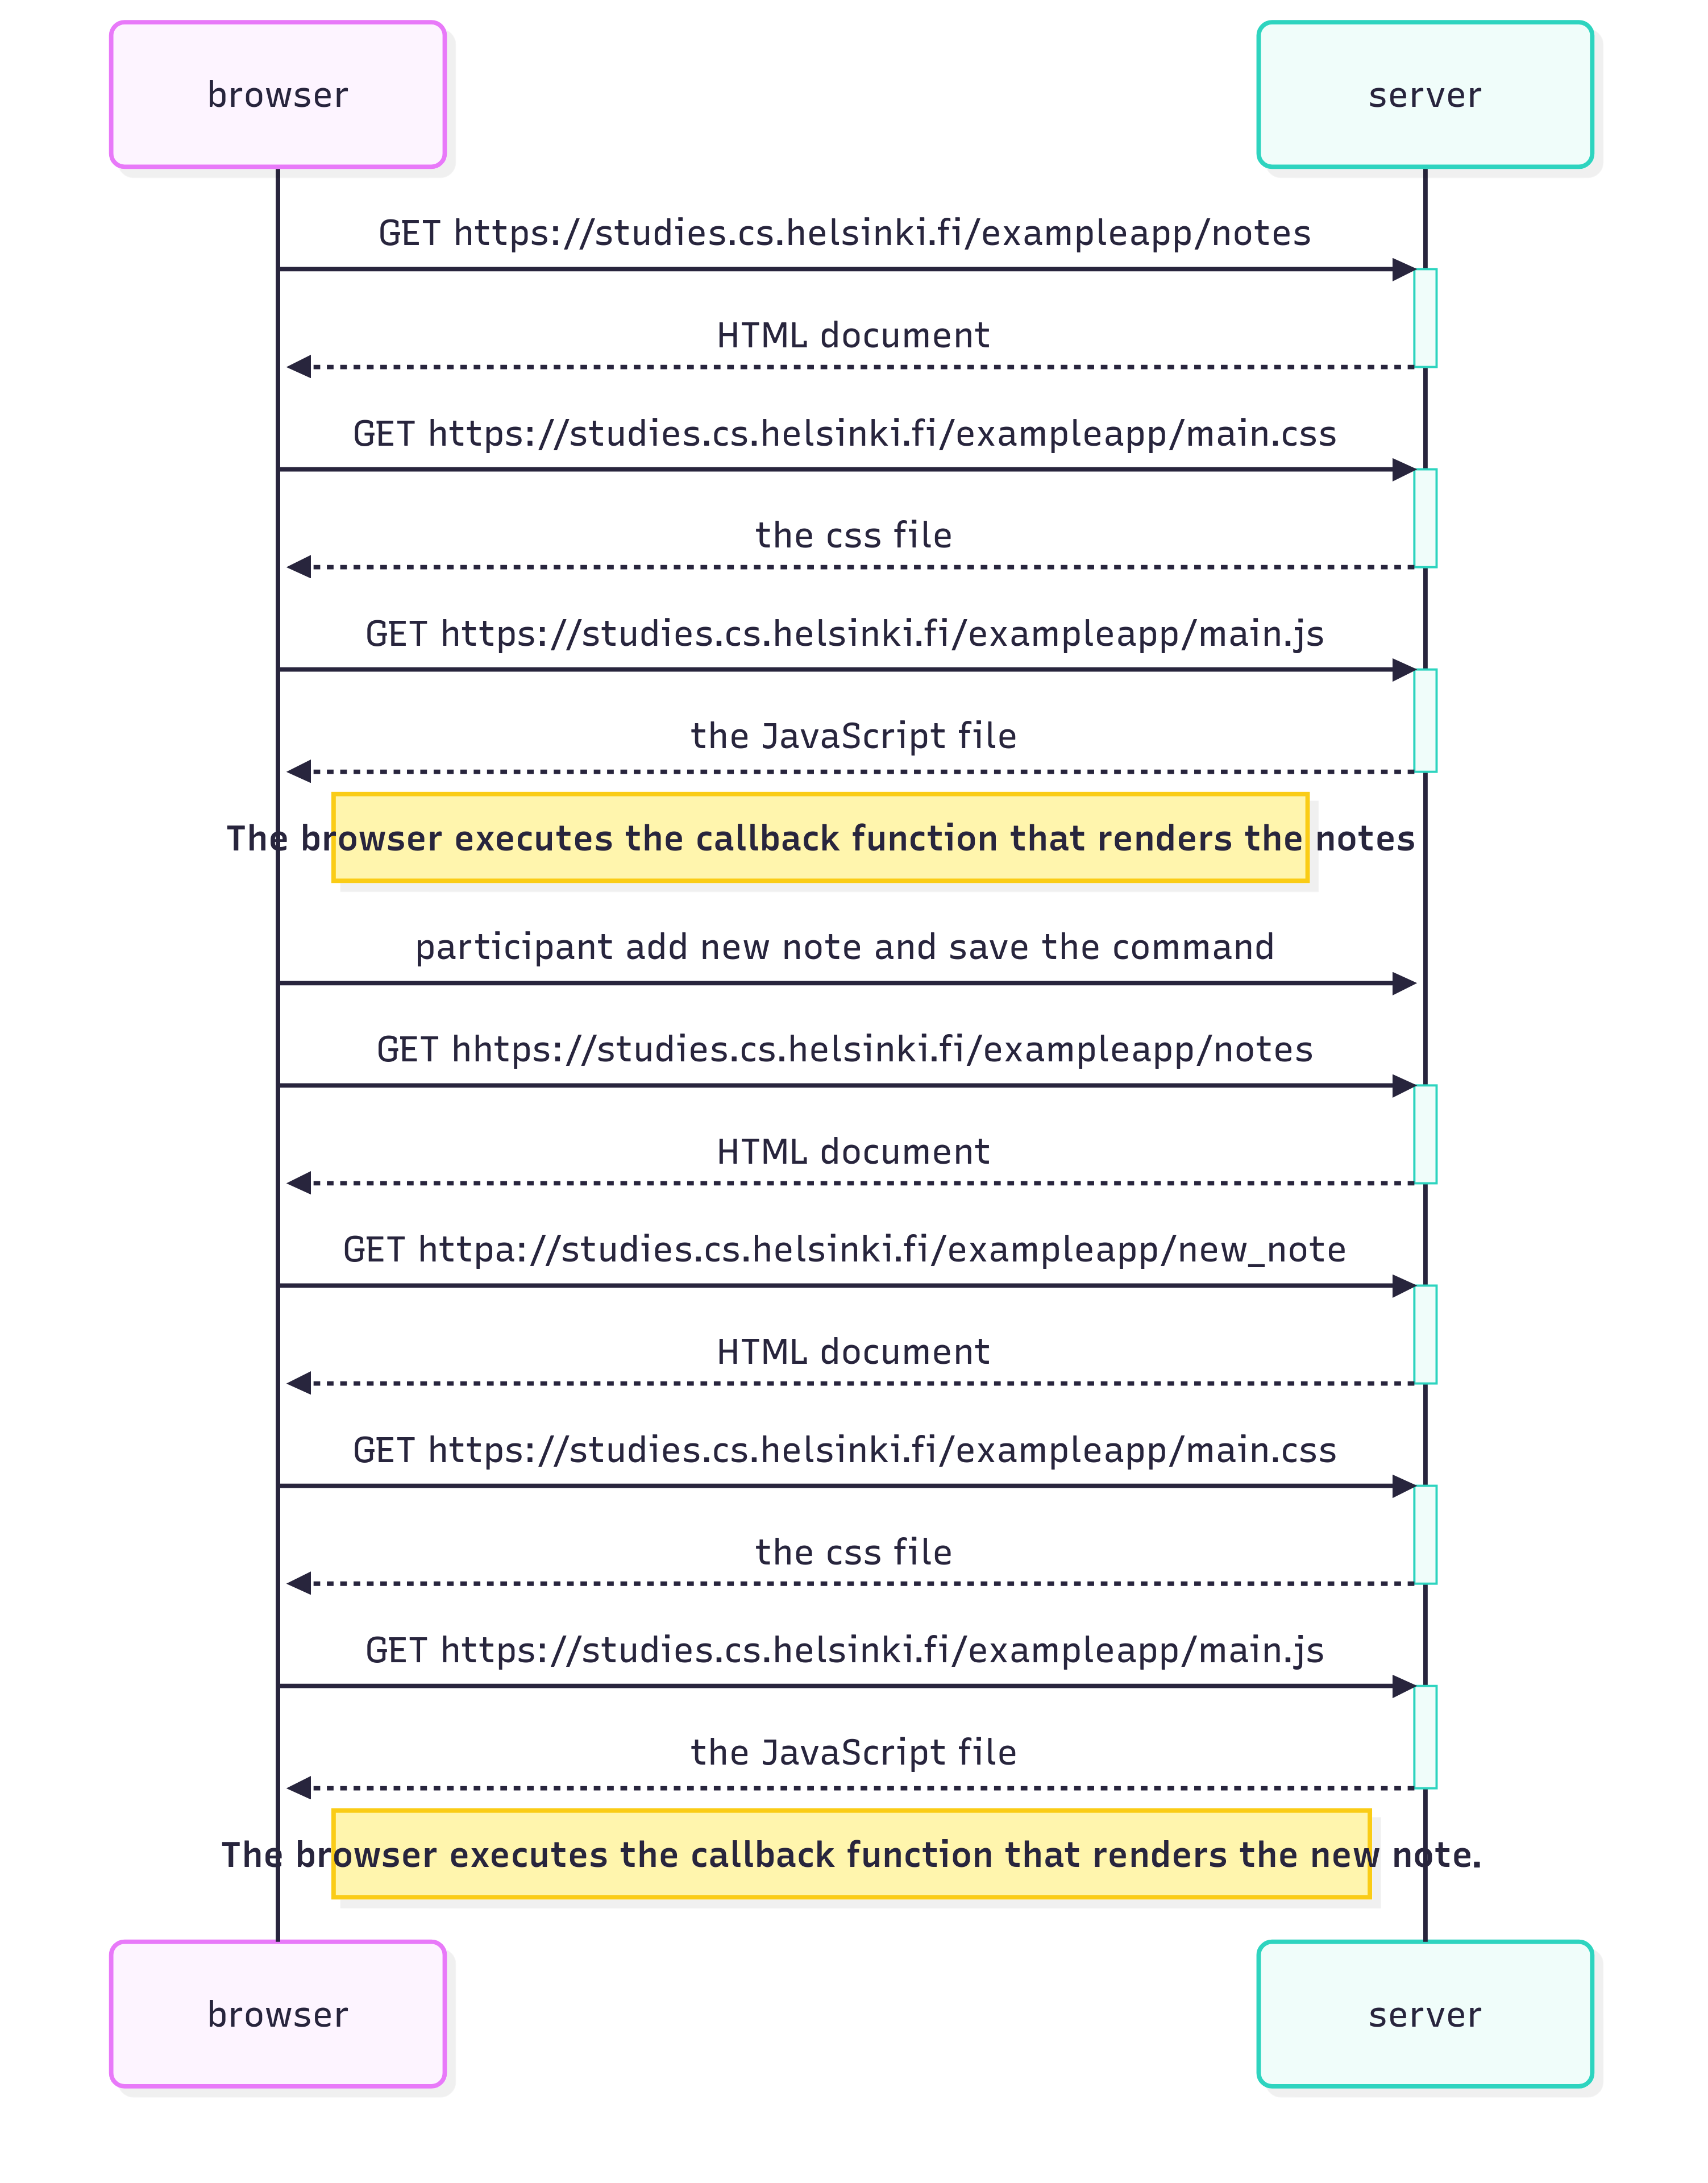 browser server
GET https://studies.cs.helsinki.fi/exampleapp/notes
HTML document
GET https://studies.cs.helsinki.fi/exampleapp/main.css
the css file
GET https://studies.cs.helsinki.fi/exampleapp/main.js
the JavaScript file
The browser executes the callback function that renders the notes
participant add new note and save the command
GET hhtps://studies.cs.helsinki.fi/exampleapp/notes
HTML document
GET httpa://studies.cs.helsinki.fi/exampleapp/new_note
HTML document
GET https://studies.cs.helsinki.fi/exampleapp/main.css
the css file
GET https://studies.cs.helsinki.fi/exampleapp/main.js
the JavaScript file
The browser executes the callback function that renders the new note.
browser server